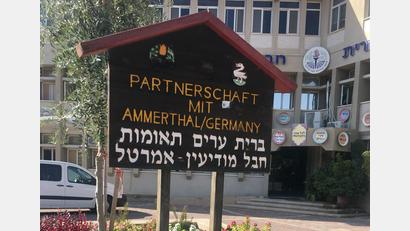 PARTNERSCHAFT
MIT
AMMERTHAL/GERMANY
ברית ערים תאומות
חבל מודיעין - אמרטל